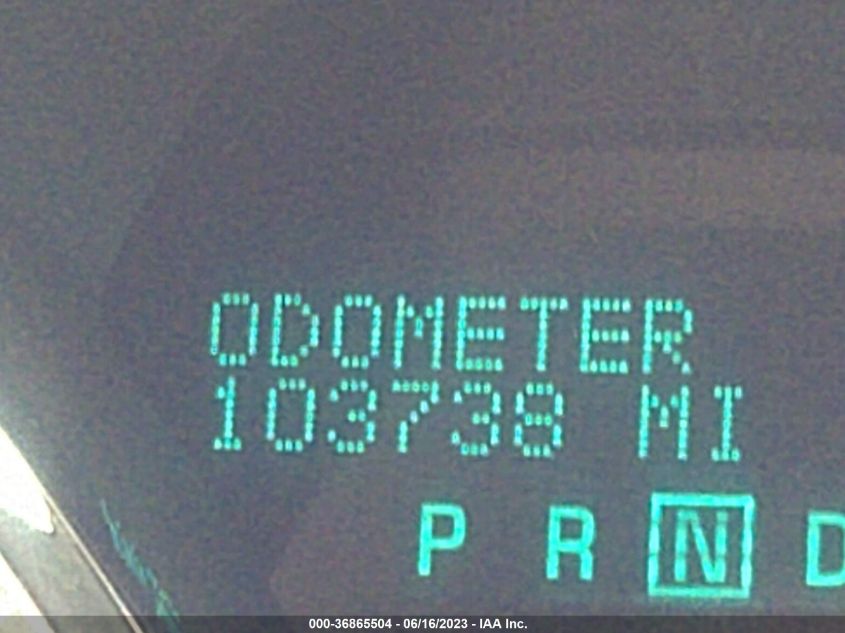 ODOMETER
103738 MI
P R N D
000-36865504 - 06/16/2023 - IAA Inc.